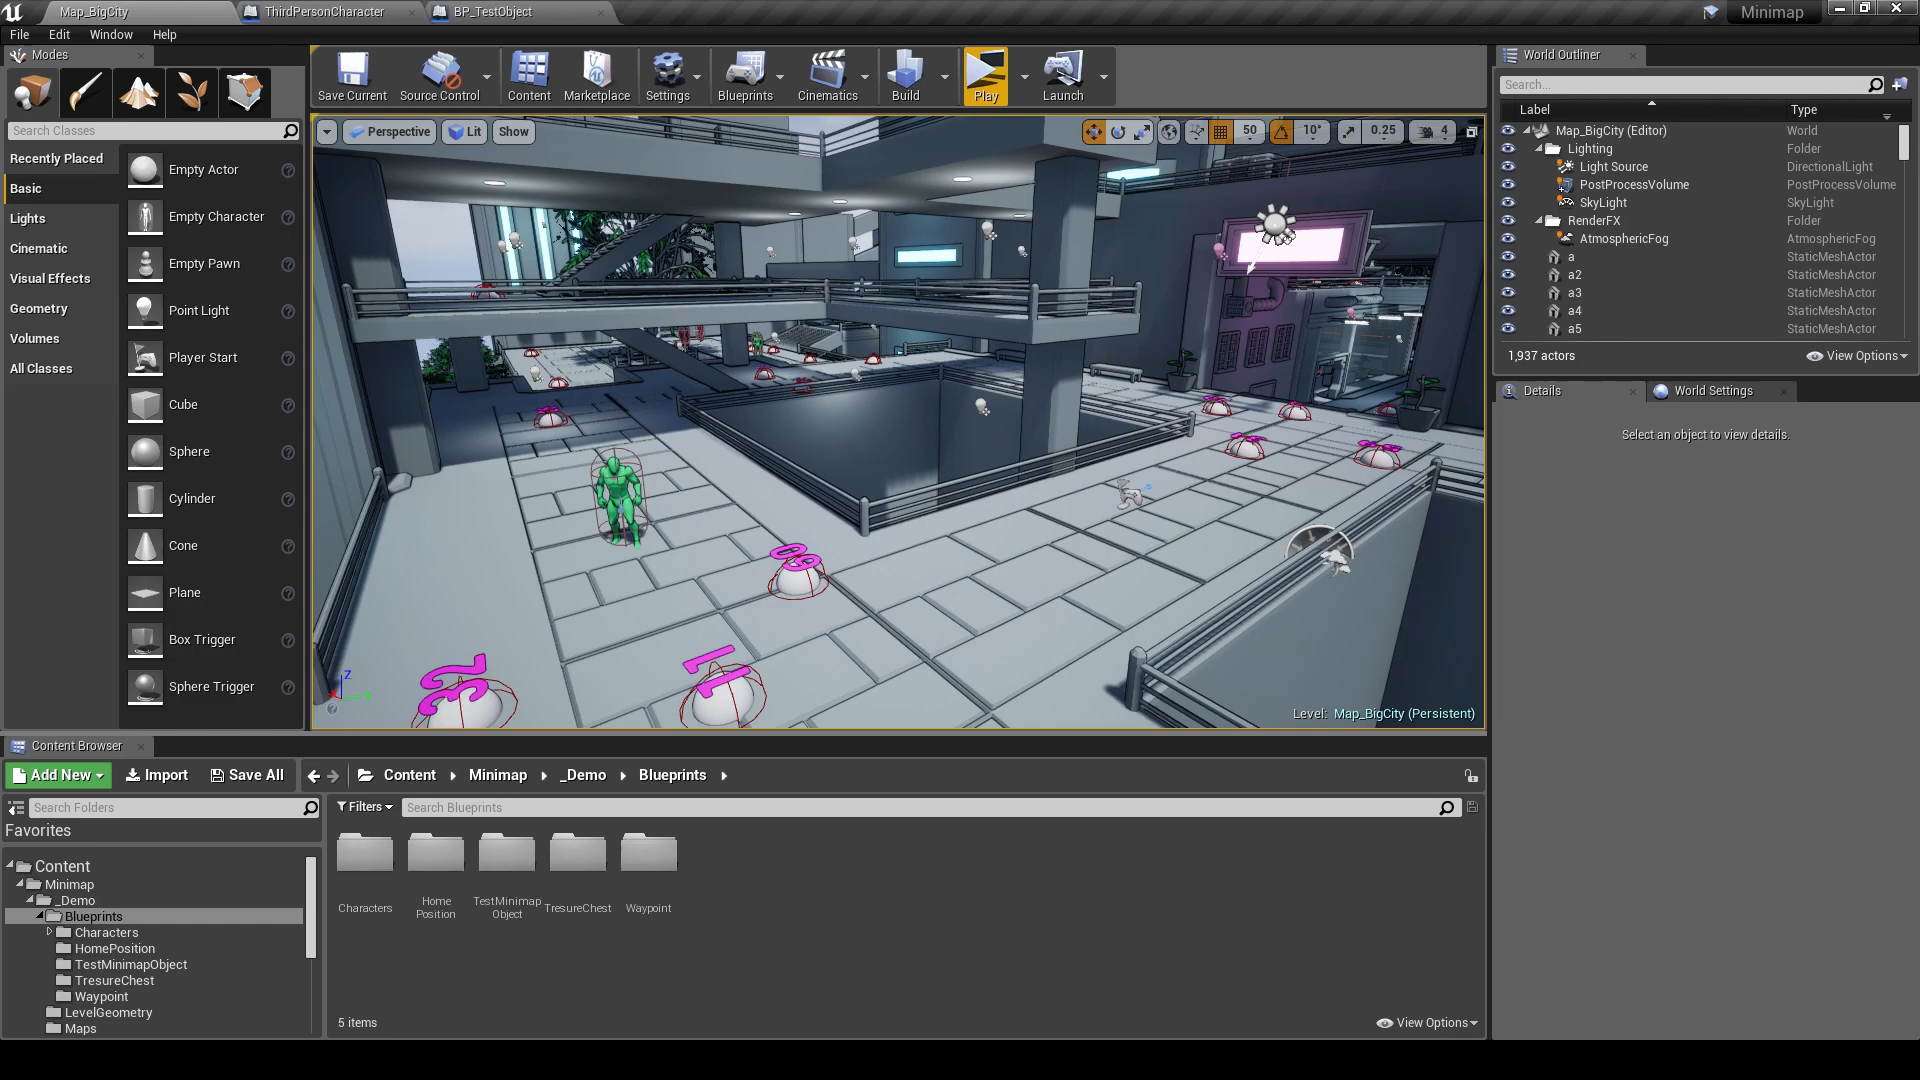 Map_BigCity
ThirdPersonCharacter
BP_TestObject
Minimap
File Edit Window Help
Modes
Search Classes
Recently Placed
Basic
Lights
Cinematic
Visual Effects
Geometry
Volumes
All Classes
Empty Actor
Empty Character
Empty Pawn
Point Light
Player Start
Cube
Sphere
Cylinder
Cone
Plane
Box Trigger
Sphere Trigger
Save Current
Source Control
Content
Marketplace
Settings
Blueprints
Cinematics
Build
Play
Launch
Perspective
Lit
Show
50
10°
0.25
4
11
Z
Level: Map_BigCity (Persistent)
World Outliner
Search...
Label Type
Map_BigCity (Editor) World
Lighting Folder
Light Source DirectionalLight
PostProcessVolume PostProcessVolume
SkyLight SkyLight
RenderFX Folder
AtmosphericFog AtmosphericFog
a StaticMeshActor
a2 StaticMeshActor
a3 StaticMeshActor
a4 StaticMeshActor
a5 StaticMeshActor
1,937 actors
View Options
Details
World Settings
Select an object to view details.
Content Browser
Add New
Import
Save All
Content Minimap _Demo Blueprints
Search Folders
Favorites
Content
Minimap
_Demo
Blueprints
Characters
HomePosition
TestMinimapObject
TresureChest
Waypoint
LevelGeometry
Maps
Filters
Search Blueprints
Characters
Home
Position
TestMinimap
Object
TresureChest
Waypoint
5 items
View Options